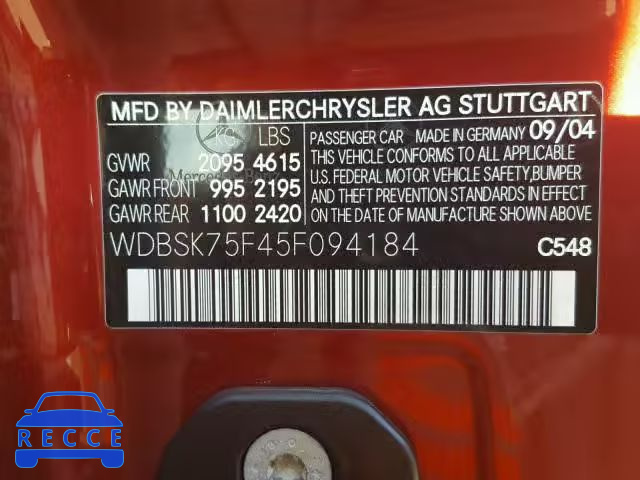 MFD BY DAIMLERCHRYSLER AG STUTTGART
KG LBS
GVWR 2095 4615
GAWR FRONT 995 2195
GAWR REAR 1100 2420
PASSENGER CAR MADE IN GERMANY 09/04
THIS VEHICLE CONFORMS TO ALL APPLICABLE
U.S. FEDERAL MOTOR VEHICLE SAFETY,BUMPER
AND THEFT PREVENTION STANDARDS IN EFFECT
ON THE DATE OF MANUFACTURE SHOWN ABOVE.
Mercedes-Benz
WDBSK75F45F094184 C548
RECCE